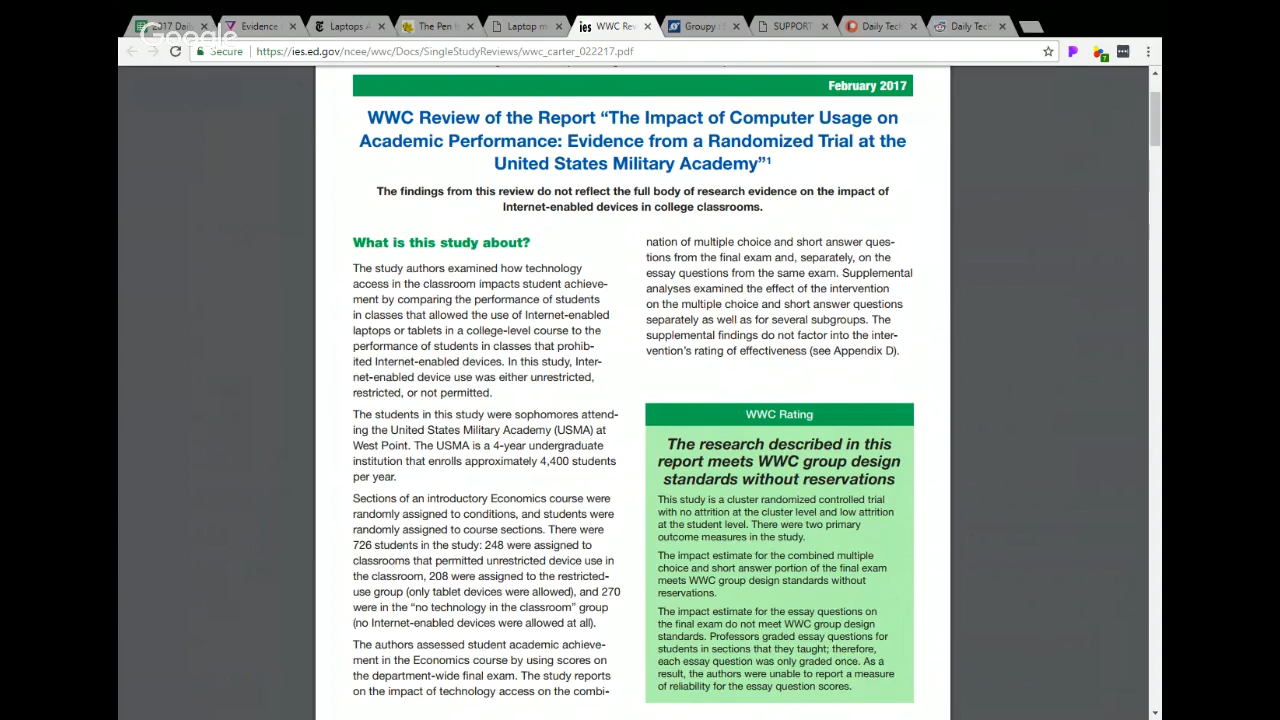 2017 Daily
Evidence
Laptops A
The Pen Is
Laptop m
ies WWC Rev
Groupy:
SUPPORT
Daily Tech
Daily Tech
Google
Secure https://ies.ed.gov/ncee/wwc/Docs/SingleStudyReviews/wwc_carter_022217.pdf
February 2017
WWC Review of the Report “The Impact of Computer Usage on
Academic Performance: Evidence from a Randomized Trial at the
United States Military Academy”1
The findings from this review do not reflect the full body of research evidence on the impact of
Internet-enabled devices in college classrooms.
What is this study about?
The study authors examined how technology
access in the classroom impacts student achieve-
ment by comparing the performance of students
in classes that allowed the use of Internet-enabled
laptops or tablets in a college-level course to the
performance of students in classes that prohib-
ited Internet-enabled devices. In this study, Inter-
net-enabled device use was either unrestricted,
restricted, or not permitted.
The students in this study were sophomores attend-
ing the United States Military Academy (USMA) at
West Point. The USMA is a 4-year undergraduate
institution that enrolls approximately 4,400 students
per year.
Sections of an introductory Economics course were
randomly assigned to conditions, and students were
randomly assigned to course sections. There were
726 students in the study: 248 were assigned to
classrooms that permitted unrestricted device use in
the classroom, 208 were assigned to the restricted-
use group (only tablet devices were allowed), and 270
were in the “no technology in the classroom” group
(no Internet-enabled devices were allowed at all).
The authors assessed student academic achieve-
ment in the Economics course by using scores on
the department-wide final exam. The study reports
on the impact of technology access on the combi-
nation of multiple choice and short answer ques-
tions from the final exam and, separately, on the
essay questions from the same exam. Supplemental
analyses examined the effect of the intervention
on the multiple choice and short answer questions
separately as well as for several subgroups. The
supplemental findings do not factor into the inter-
vention’s rating of effectiveness (see Appendix D).
WWC Rating
The research described in this
report meets WWC group design
standards without reservations
This study is a cluster randomized controlled trial
with no attrition at the cluster level and low attrition
at the student level. There were two primary
outcome measures in the study.
The impact estimate for the combined multiple
choice and short answer portion of the final exam
meets WWC group design standards without
reservations.
The impact estimate for the essay questions on
the final exam do not meet WWC group design
standards. Professors graded essay questions for
students in sections that they taught; therefore,
each essay question was only graded once. As a
result, the authors were unable to report a measure
of reliability for the essay question scores.